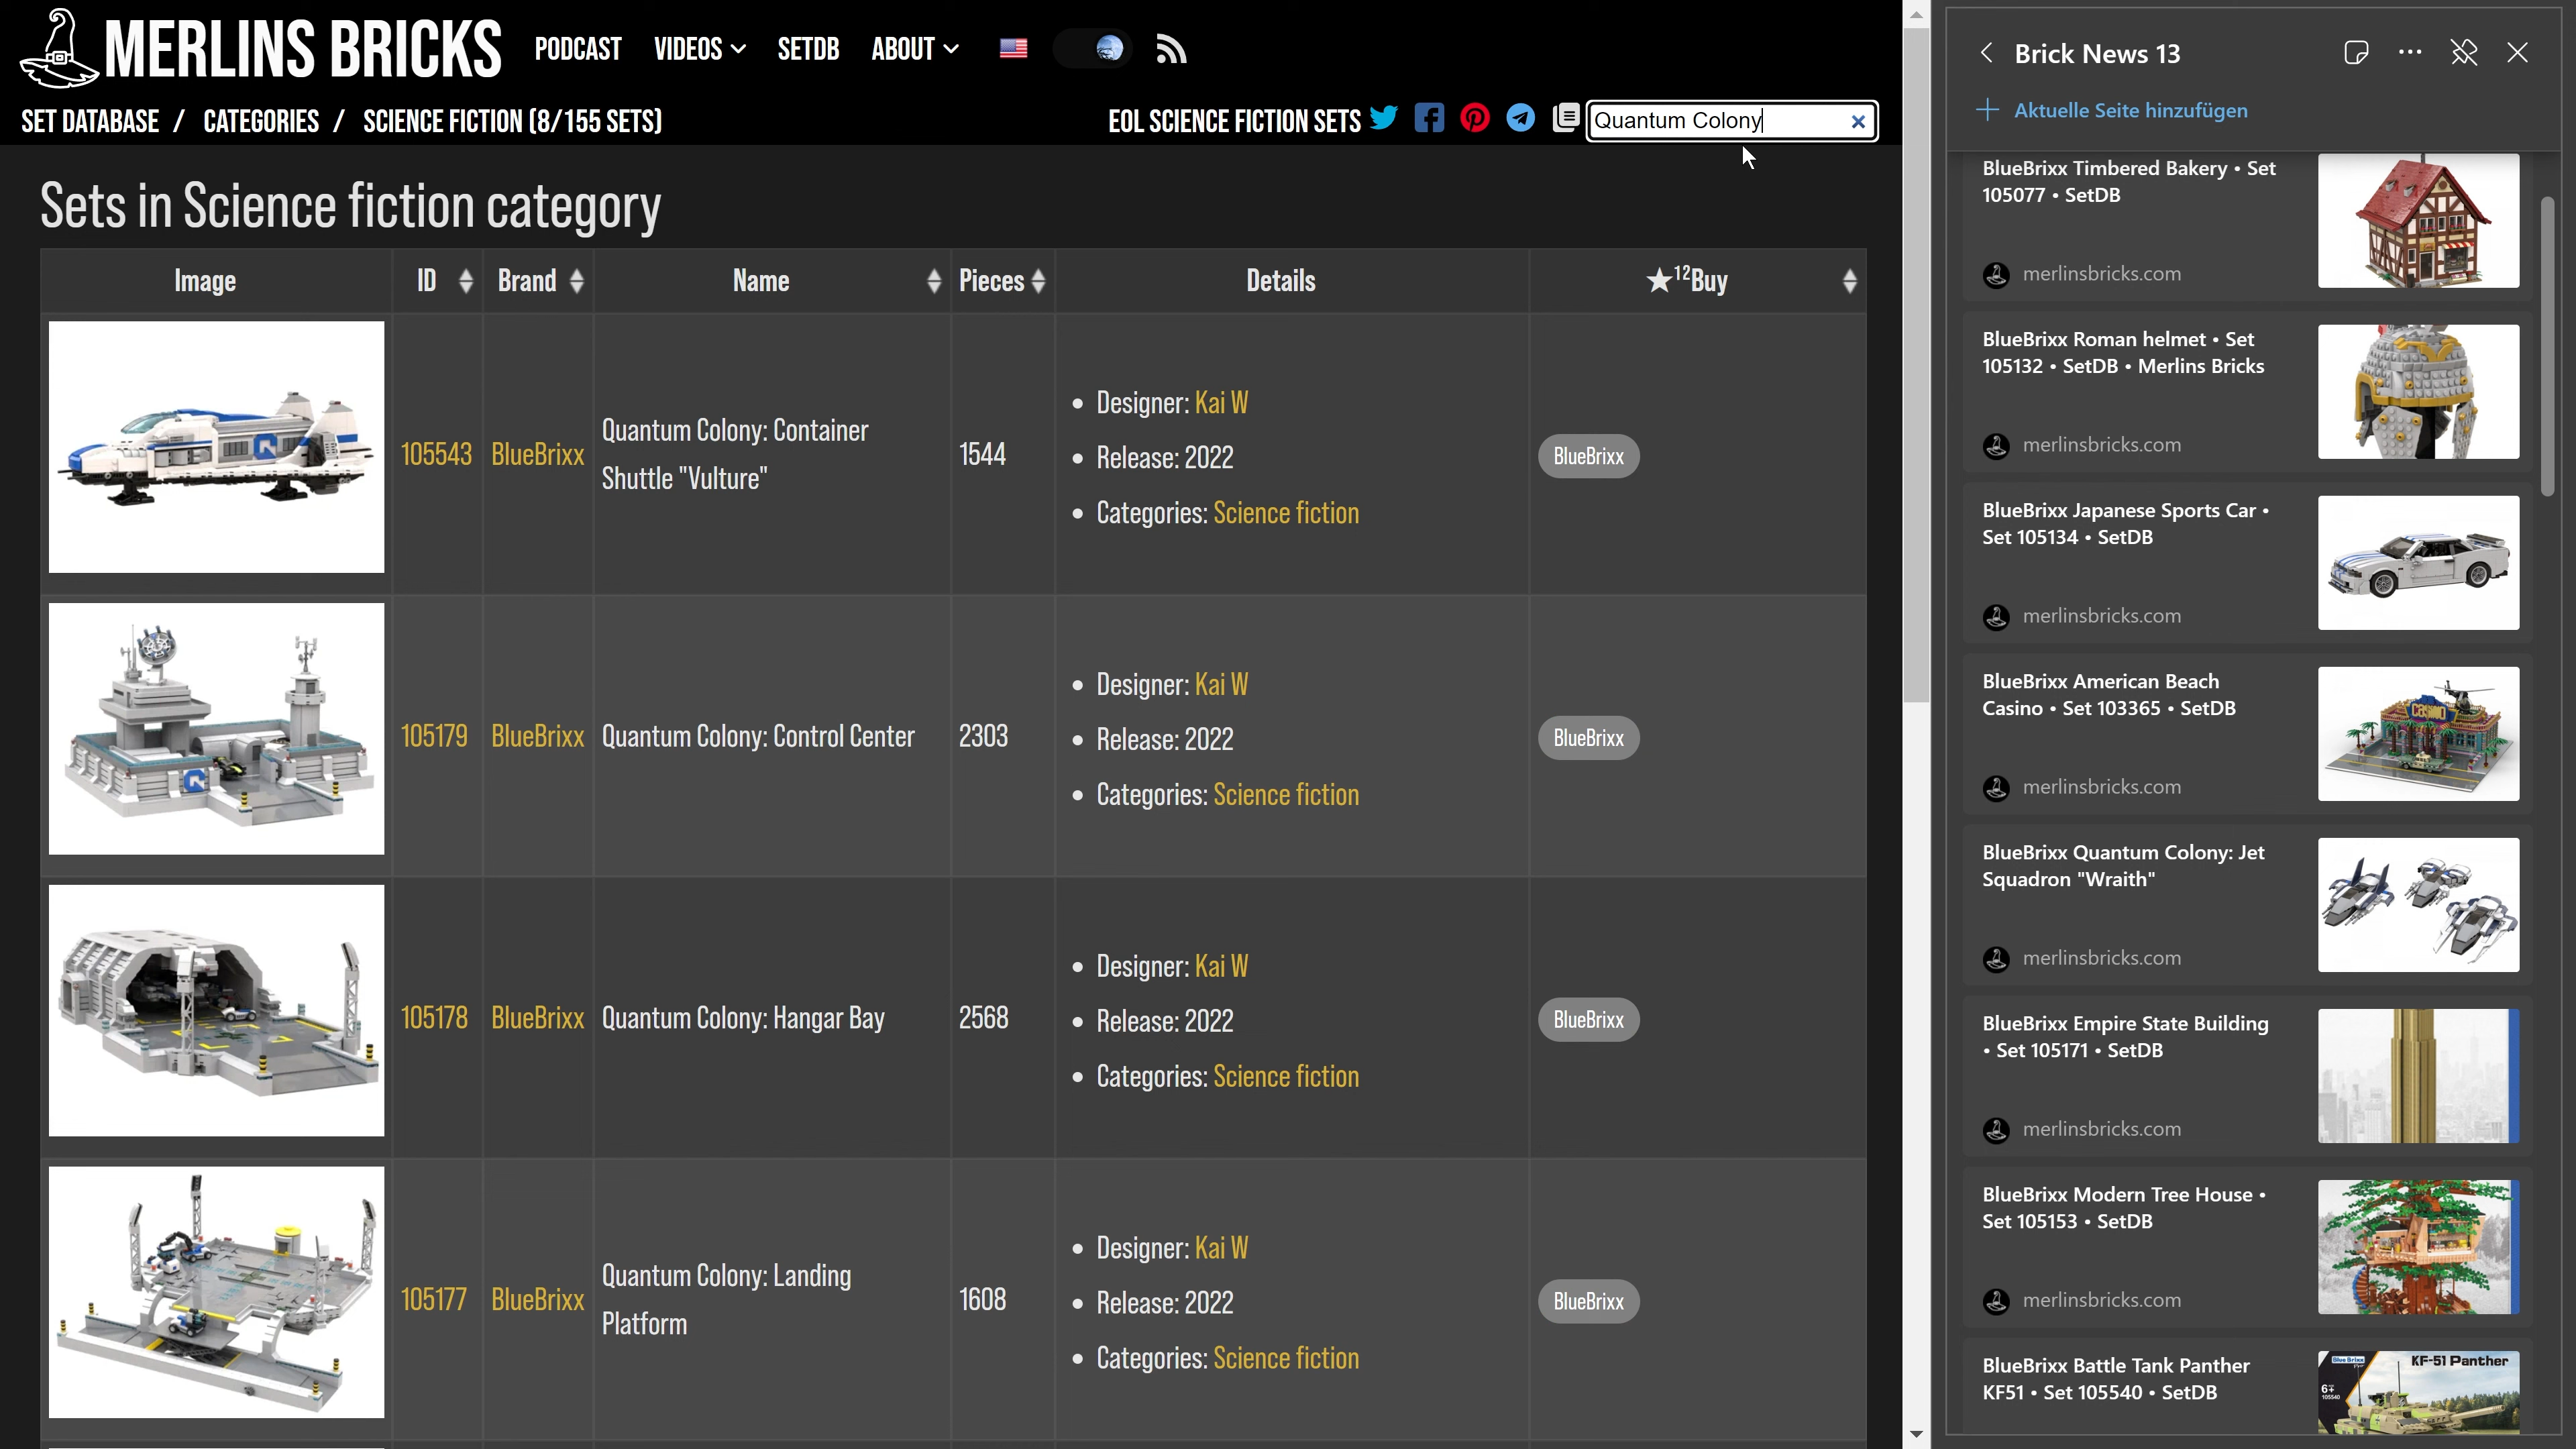 MERLINS BRICKS
PODCAST VIDEOS SETDB ABOUT
SET DATABASE / CATEGORIES / SCIENCE FICTION (8/155 SETS)
EOL SCIENCE FICTION SETS
Quantum Colony
Sets in Science fiction category
Image ID Brand Name Pieces Details ★12Buy
105543 BlueBrixx
Quantum Colony: Container
Shuttle "Vulture"
1544
• Designer: Kai W
• Release: 2022
• Categories: Science fiction
BlueBrixx
105179 BlueBrixx Quantum Colony: Control Center 2303
• Designer: Kai W
• Release: 2022
• Categories: Science fiction
BlueBrixx
105178 BlueBrixx Quantum Colony: Hangar Bay 2568
• Designer: Kai W
• Release: 2022
• Categories: Science fiction
BlueBrixx
105177 BlueBrixx
Quantum Colony: Landing
Platform
1608
• Designer: Kai W
• Release: 2022
• Categories: Science fiction
BlueBrixx
Brick News 13
Aktuelle Seite hinzufügen
BlueBrixx Timbered Bakery • Set
105077 • SetDB
merlinsbricks.com
BlueBrixx Roman helmet • Set
105132 • SetDB • Merlins Bricks
merlinsbricks.com
BlueBrixx Japanese Sports Car •
Set 105134 • SetDB
merlinsbricks.com
BlueBrixx American Beach
Casino • Set 103365 • SetDB
merlinsbricks.com
CASINO
BlueBrixx Quantum Colony: Jet
Squadron "Wraith"
merlinsbricks.com
BlueBrixx Empire State Building
• Set 105171 • SetDB
merlinsbricks.com
BlueBrixx Modern Tree House •
Set 105153 • SetDB
merlinsbricks.com
BlueBrixx Battle Tank Panther
KF51 • Set 105540 • SetDB
Blue Brixx
KF-51 Panther
6+
105540